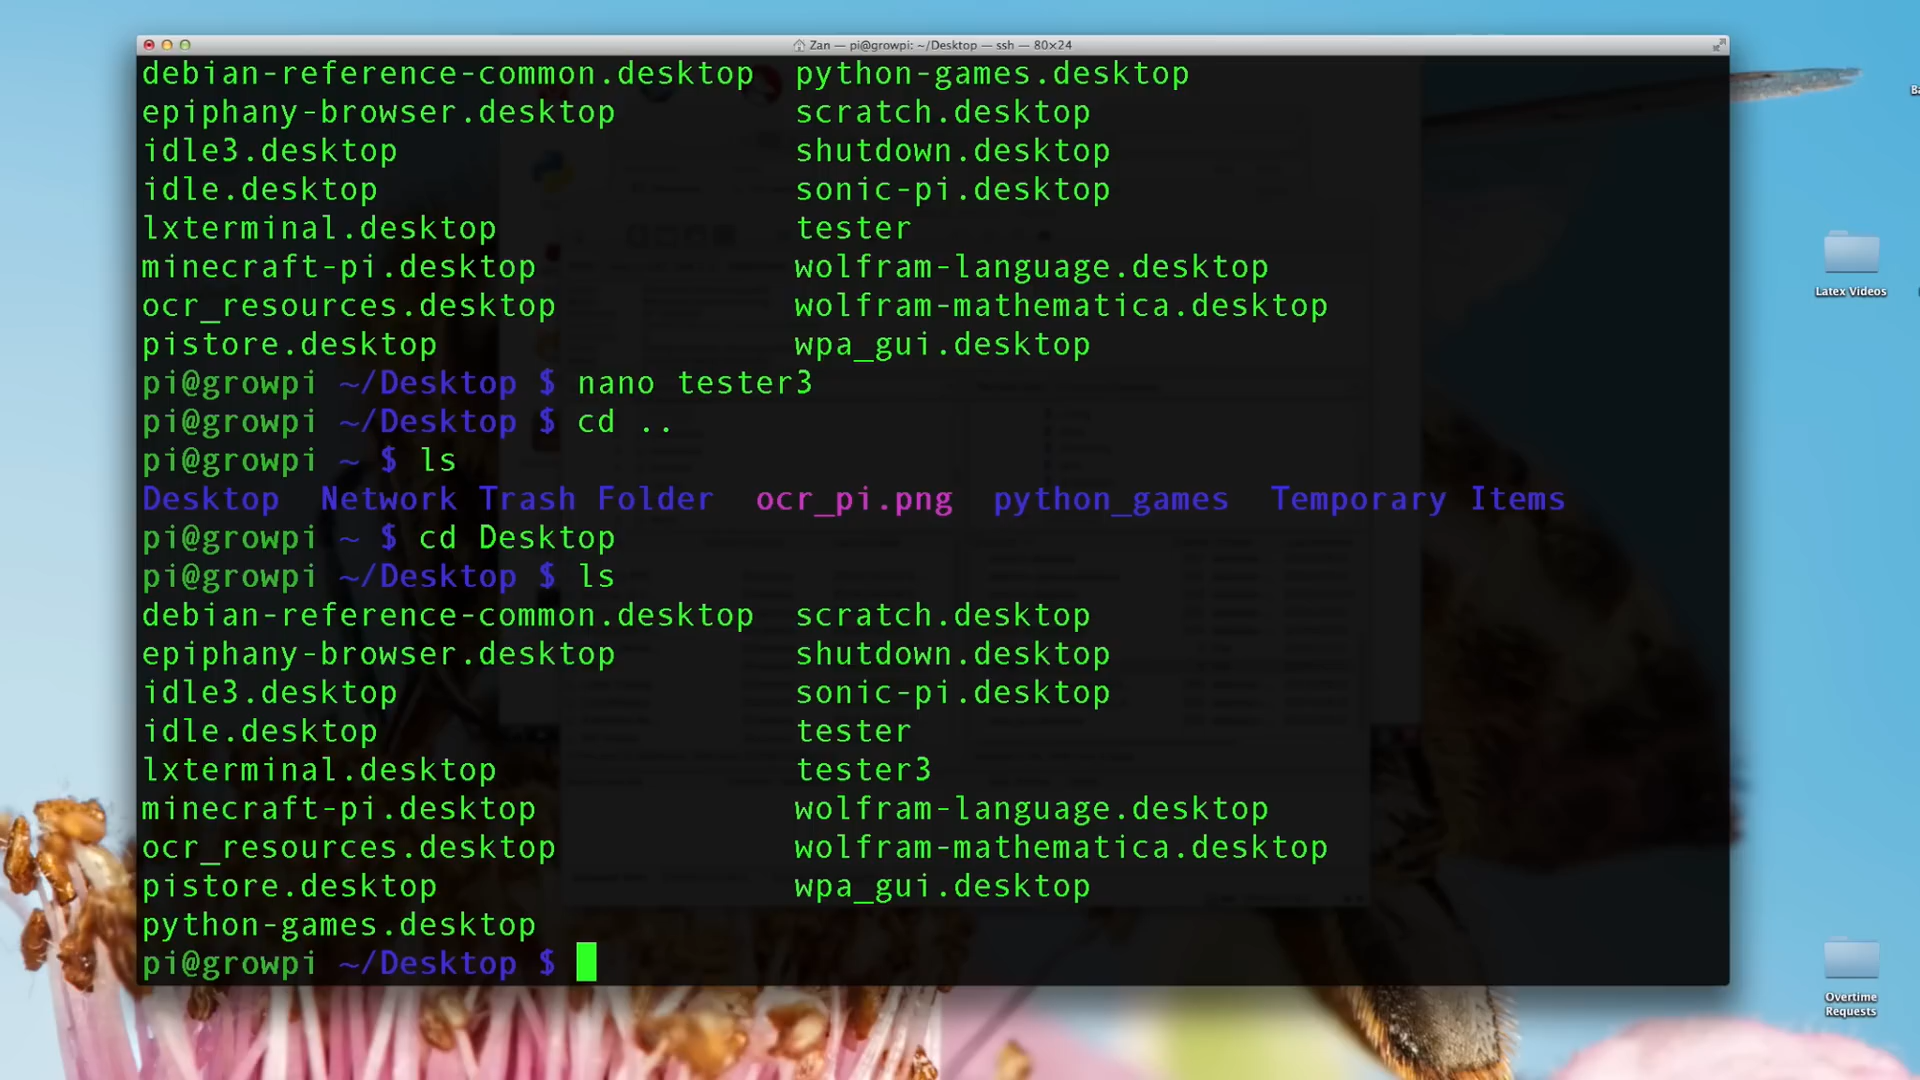 Zan — pi@growpi: ~/Desktop — ssh — 80×24
debian-reference-common.desktop python-games.desktop
epiphany-browser.desktop scratch.desktop
idle3.desktop shutdown.desktop
idle.desktop sonic-pi.desktop
lxterminal.desktop tester
minecraft-pi.desktop wolfram-language.desktop
ocr_resources.desktop wolfram-mathematica.desktop
pistore.desktop wpa_gui.desktop
pi@growpi ~/Desktop $ nano tester3
pi@growpi ~/Desktop $ cd ..
pi@growpi ~ $ ls
Desktop Network Trash Folder ocr_pi.png python_games Temporary Items
pi@growpi ~ $ cd Desktop
pi@growpi ~/Desktop $ ls
debian-reference-common.desktop scratch.desktop
epiphany-browser.desktop shutdown.desktop
idle3.desktop sonic-pi.desktop
idle.desktop tester
lxterminal.desktop tester3
minecraft-pi.desktop wolfram-language.desktop
ocr_resources.desktop wolfram-mathematica.desktop
pistore.desktop wpa_gui.desktop
python-games.desktop
pi@growpi ~/Desktop $
Latex Videos
Overtime
Requests